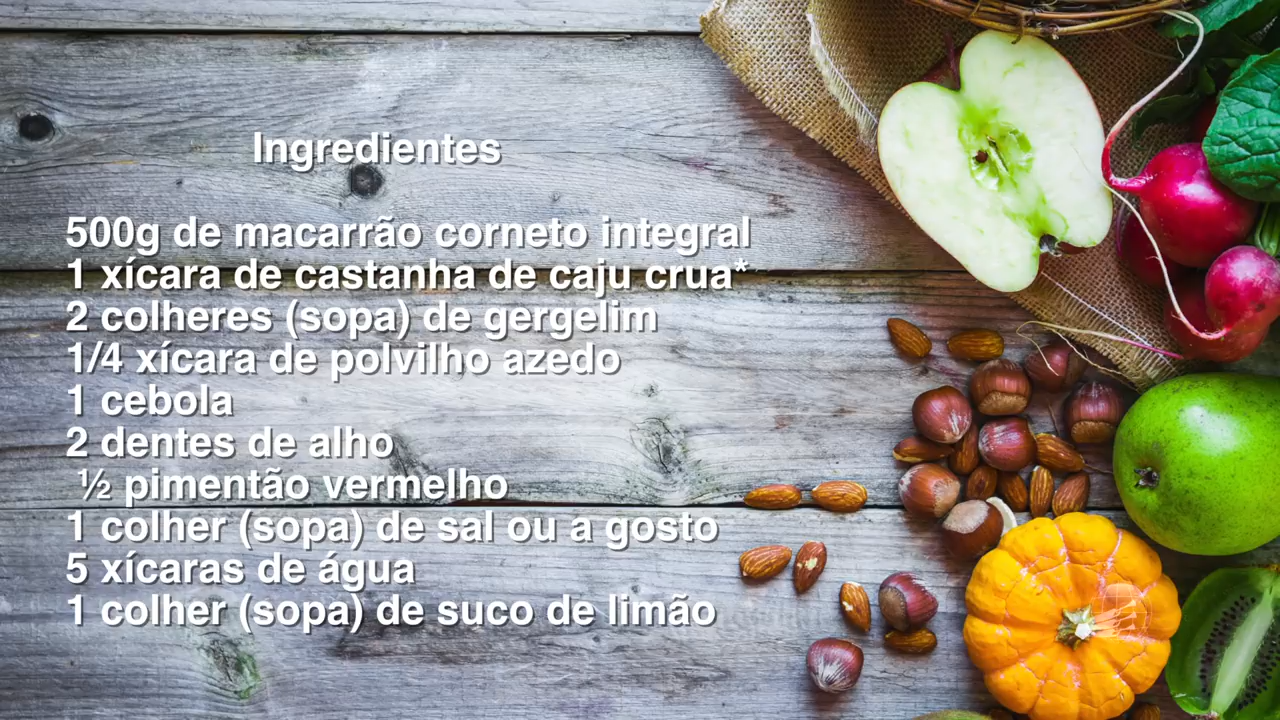 Ingredientes
500g de macarrão corneto integral
1 xícara de castanha de caju crua*
2 colheres (sopa) de gergelim
1/4 xícara de polvilho azedo
1 cebola
2 dentes de alho
½ pimentão vermelho
1 colher (sopa) de sal ou a gosto
5 xícaras de água
1 colher (sopa) de suco de limão